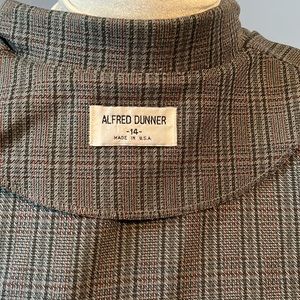 ALFRED DUNNER
-14-
MADE IN U.S.A.